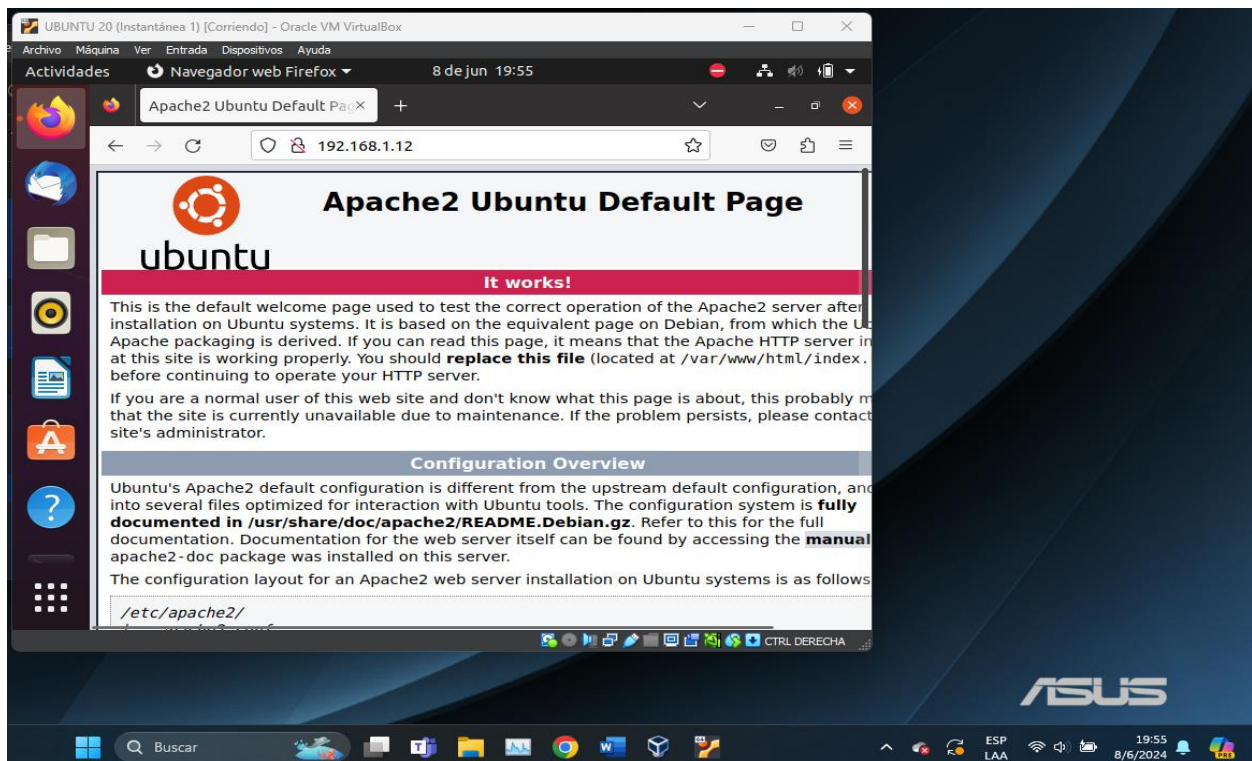 UBUNTU 20 (Instantánea 1) [Corriendo] - Oracle VM VirtualBox
Archivo Máquina Ver Entrada Dispositivos Ayuda
Actividades Navegador web Firefox 8 de jun 19:55
Apache2 Ubuntu Default Pag
192.168.1.12
ubuntu
Apache2 Ubuntu Default Page
It works!
This is the default welcome page used to test the correct operation of the Apache2 server after
installation on Ubuntu systems. It is based on the equivalent page on Debian, from which the U
Apache packaging is derived. If you can read this page, it means that the Apache HTTP server in
at this site is working properly. You should replace this file (located at /var/www/html/index.
before continuing to operate your HTTP server.
If you are a normal user of this web site and don't know what this page is about, this probably m
that the site is currently unavailable due to maintenance. If the problem persists, please contact
site's administrator.
Configuration Overview
Ubuntu's Apache2 default configuration is different from the upstream default configuration, and
into several files optimized for interaction with Ubuntu tools. The configuration system is fully
documented in /usr/share/doc/apache2/README.Debian.gz. Refer to this for the full
documentation. Documentation for the web server itself can be found by accessing the manual
apache2-doc package was installed on this server.
The configuration layout for an Apache2 web server installation on Ubuntu systems is as follows
/etc/apache2/
CTRL DERECHA
ASUS
Buscar
ESP
LAA
19:55
8/6/2024
PRE